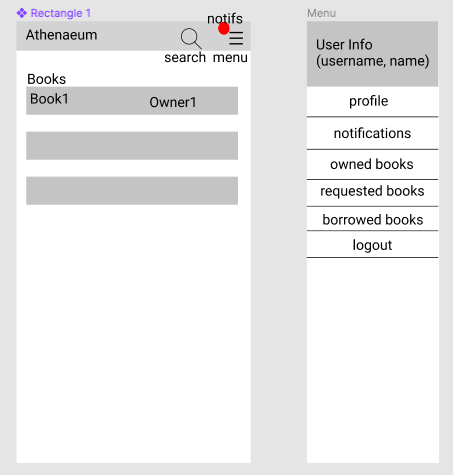 Rectangle 1
notifs
Athenaeum
search menu
Books
Book1 Owner1
Menu
User Info
(username, name)
profile
notifications
owned books
requested books
borrowed books
logout